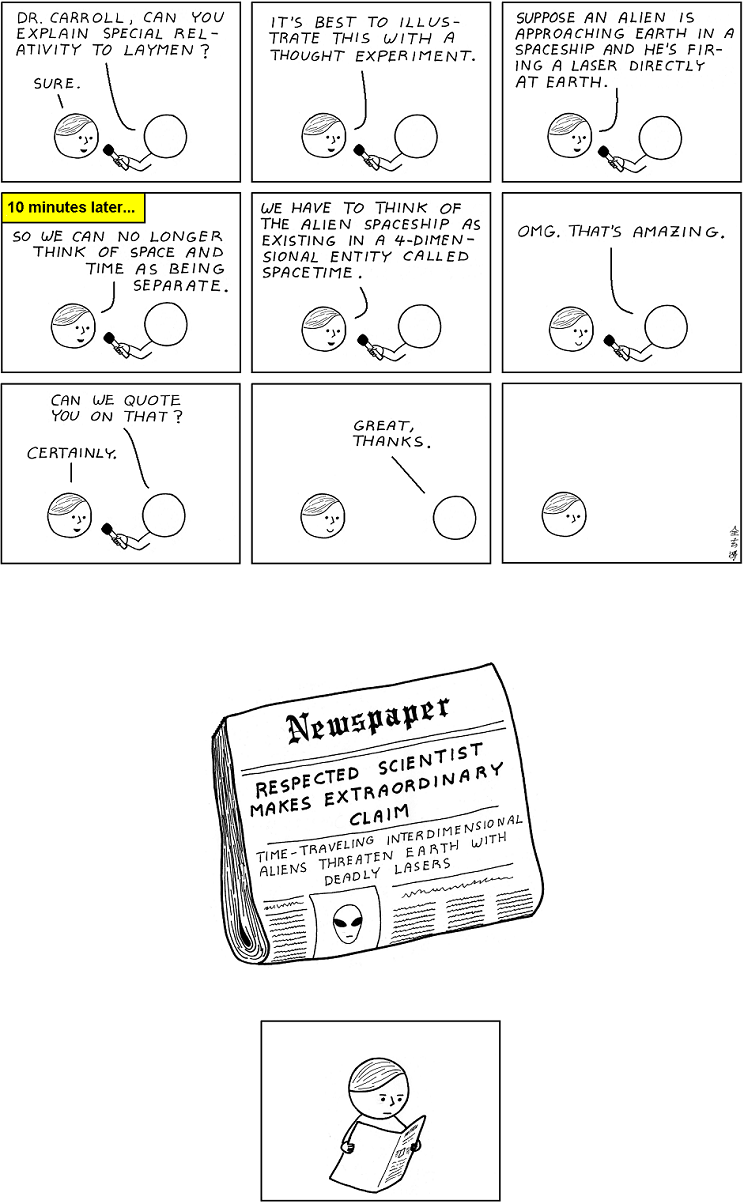 DR. CARROLL, CAN YOU
EXPLAIN SPECIAL REL-
ATIVITY TO LAYMEN?
SURE.
IT'S BEST TO ILLUS-
TRATE THIS WITH A
THOUGHT EXPERIMENT.
SUPPOSE AN ALIEN IS
APPROACHING EARTH IN A
SPACESHIP AND HE'S FIR-
ING A LASER DIRECTLY
AT EARTH.
10 minutes later...
SO WE CAN NO LONGER
THINK OF SPACE AND
TIME AS BEING
SEPARATE.
WE HAVE TO THINK OF
THE ALIEN SPACESHIP AS
EXISTING IN A 4-DIMEN-
SIONAL ENTITY CALLED
SPACETIME.
OMG. THAT'S AMAZING.
CAN WE QUOTE
YOU ON THAT?
CERTAINLY.
GREAT,
THANKS.
Newspaper
RESPECTED SCIENTIST
MAKES EXTRAORDINARY
CLAIM
TIME-TRAVELING INTERDIMENSIONAL
ALIENS THREATEN EARTH WITH
DEADLY LASERS